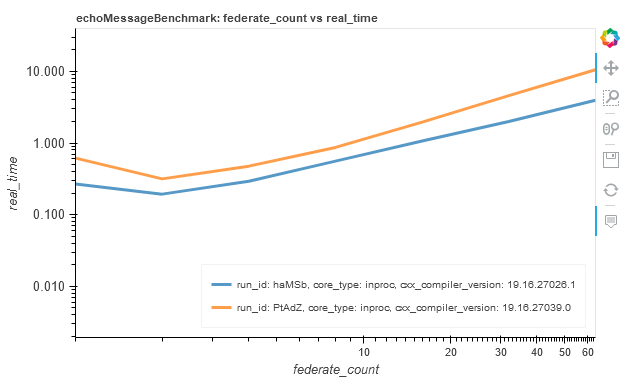 echoMessageBenchmark: federate_count vs real_time
10.000
1.000
0.100
0.010
real_time
run_id: haMSb, core_type: inproc, cxx_compiler_version: 19.16.27026.1
run_id: PtAdZ, core_type: inproc, cxx_compiler_version: 19.16.27039.0
10 20 30 40 50 60
federate_count